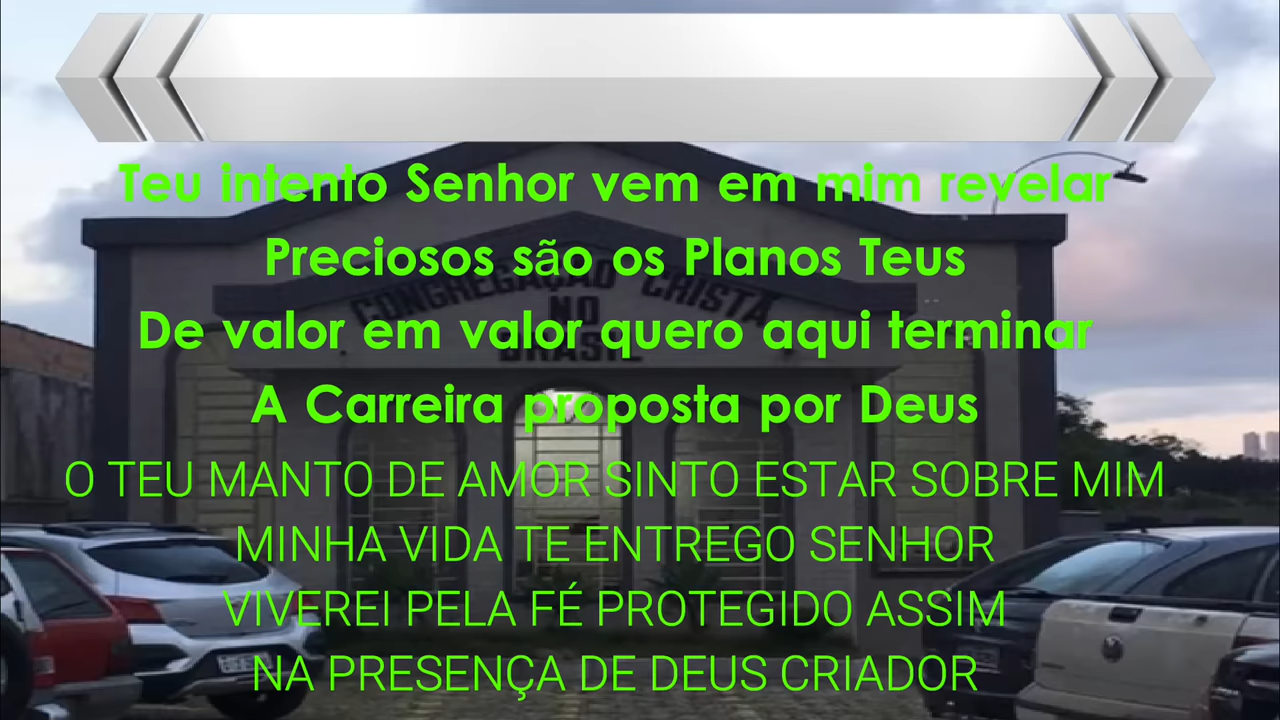 Teu intento Senhor vem em mim revelar
Preciosos são os Planos Teus
CONGREGAÇÃO CRISTÃ
NO
BRASIL
De valor em valor quero aqui terminar
A Carreira proposta por Deus
O TEU MANTO DE AMOR SINTO ESTAR SOBRE MIM
MINHA VIDA TE ENTREGO SENHOR
VIVEREI PELA FÉ PROTEGIDO ASSIM
NA PRESENÇA DE DEUS CRIADOR